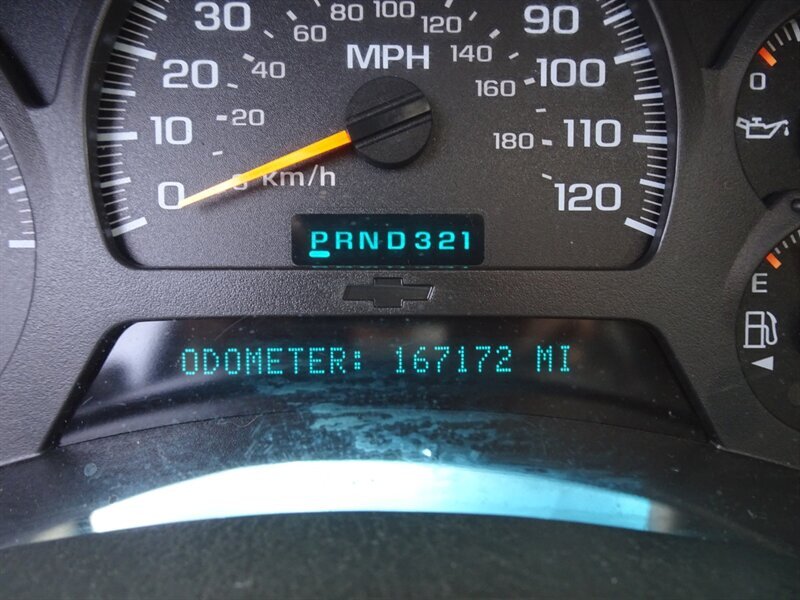 80 100 120
30 60 140 90
MPH
20 40 160 100
10 20 180 110
0 km/h 120
PRND321
ODOMETER: 167172 MI
0
E